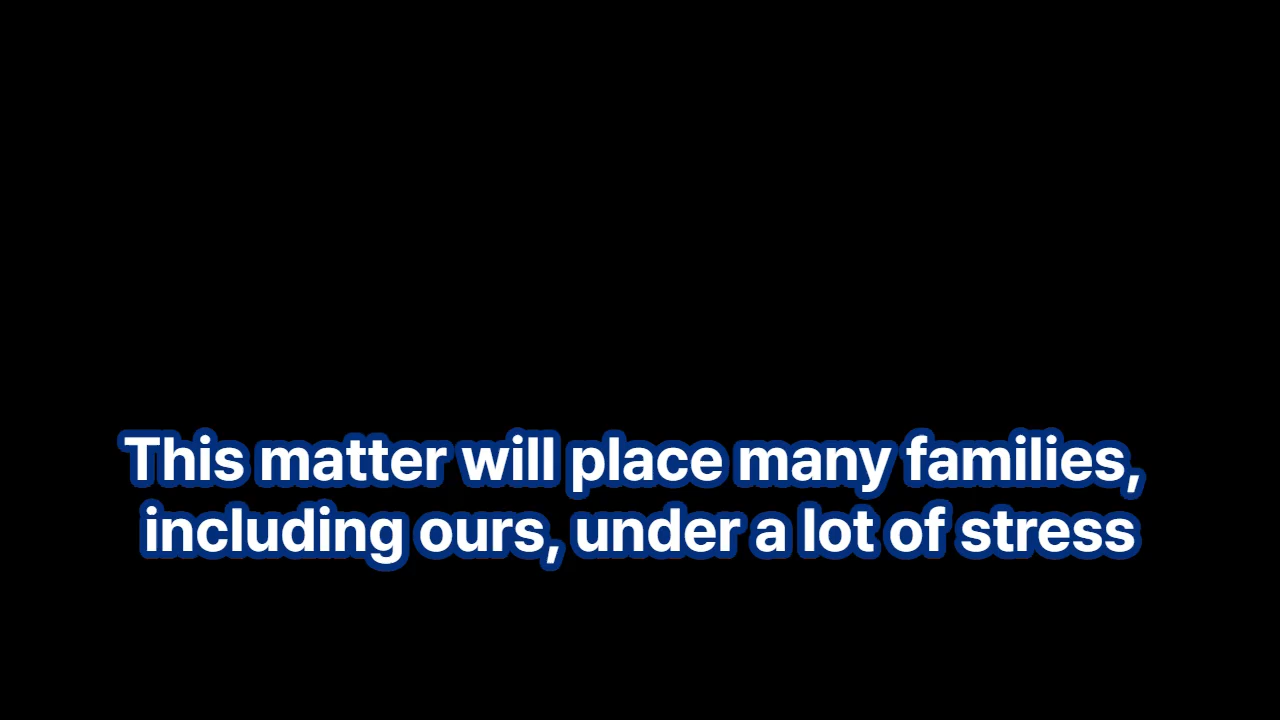 This matter will place many families,
including ours, under a lot of stress